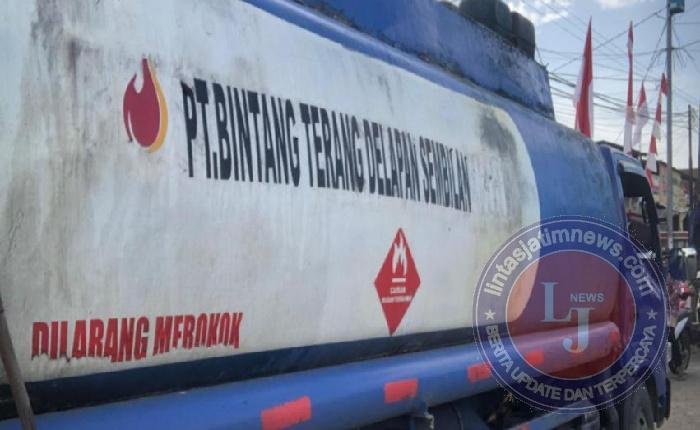 PT.BINTANG TERANG DELAPAN SEMBILAN
DILARANG MEROKOK
lintasjatimnews.com
NEWS
LJ
BERITA UPDATE DAN TERPERCAYA